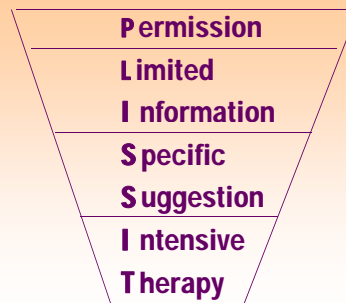 Permission
Limited
Information
Specific
Suggestion
Intensive
Therapy